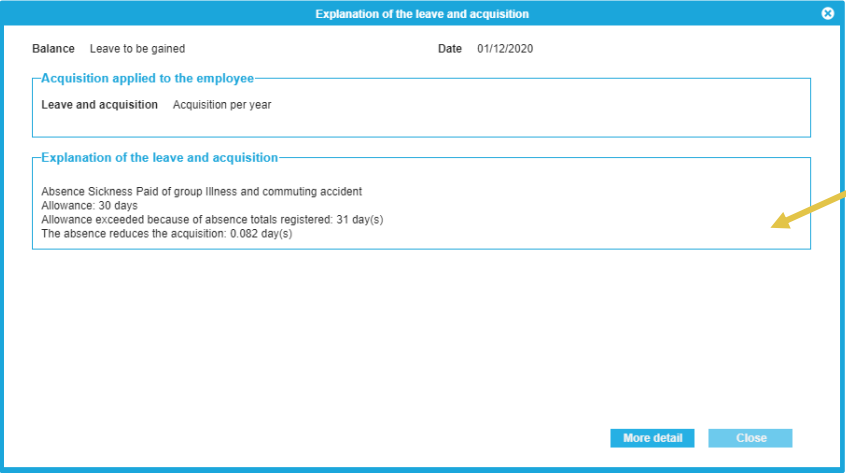 Explanation of the leave and acquisition
Balance Leave to be gained Date 01/12/2020
Acquisition applied to the employee
Leave and acquisition Acquisition per year
Explanation of the leave and acquisition
Absence Sickness Paid of group Illness and commuting accident
Allowance: 30 days
Allowance exceeded because of absence totals registered: 31 day(s)
The absence reduces the acquisition: 0.082 day(s)
More detail Close